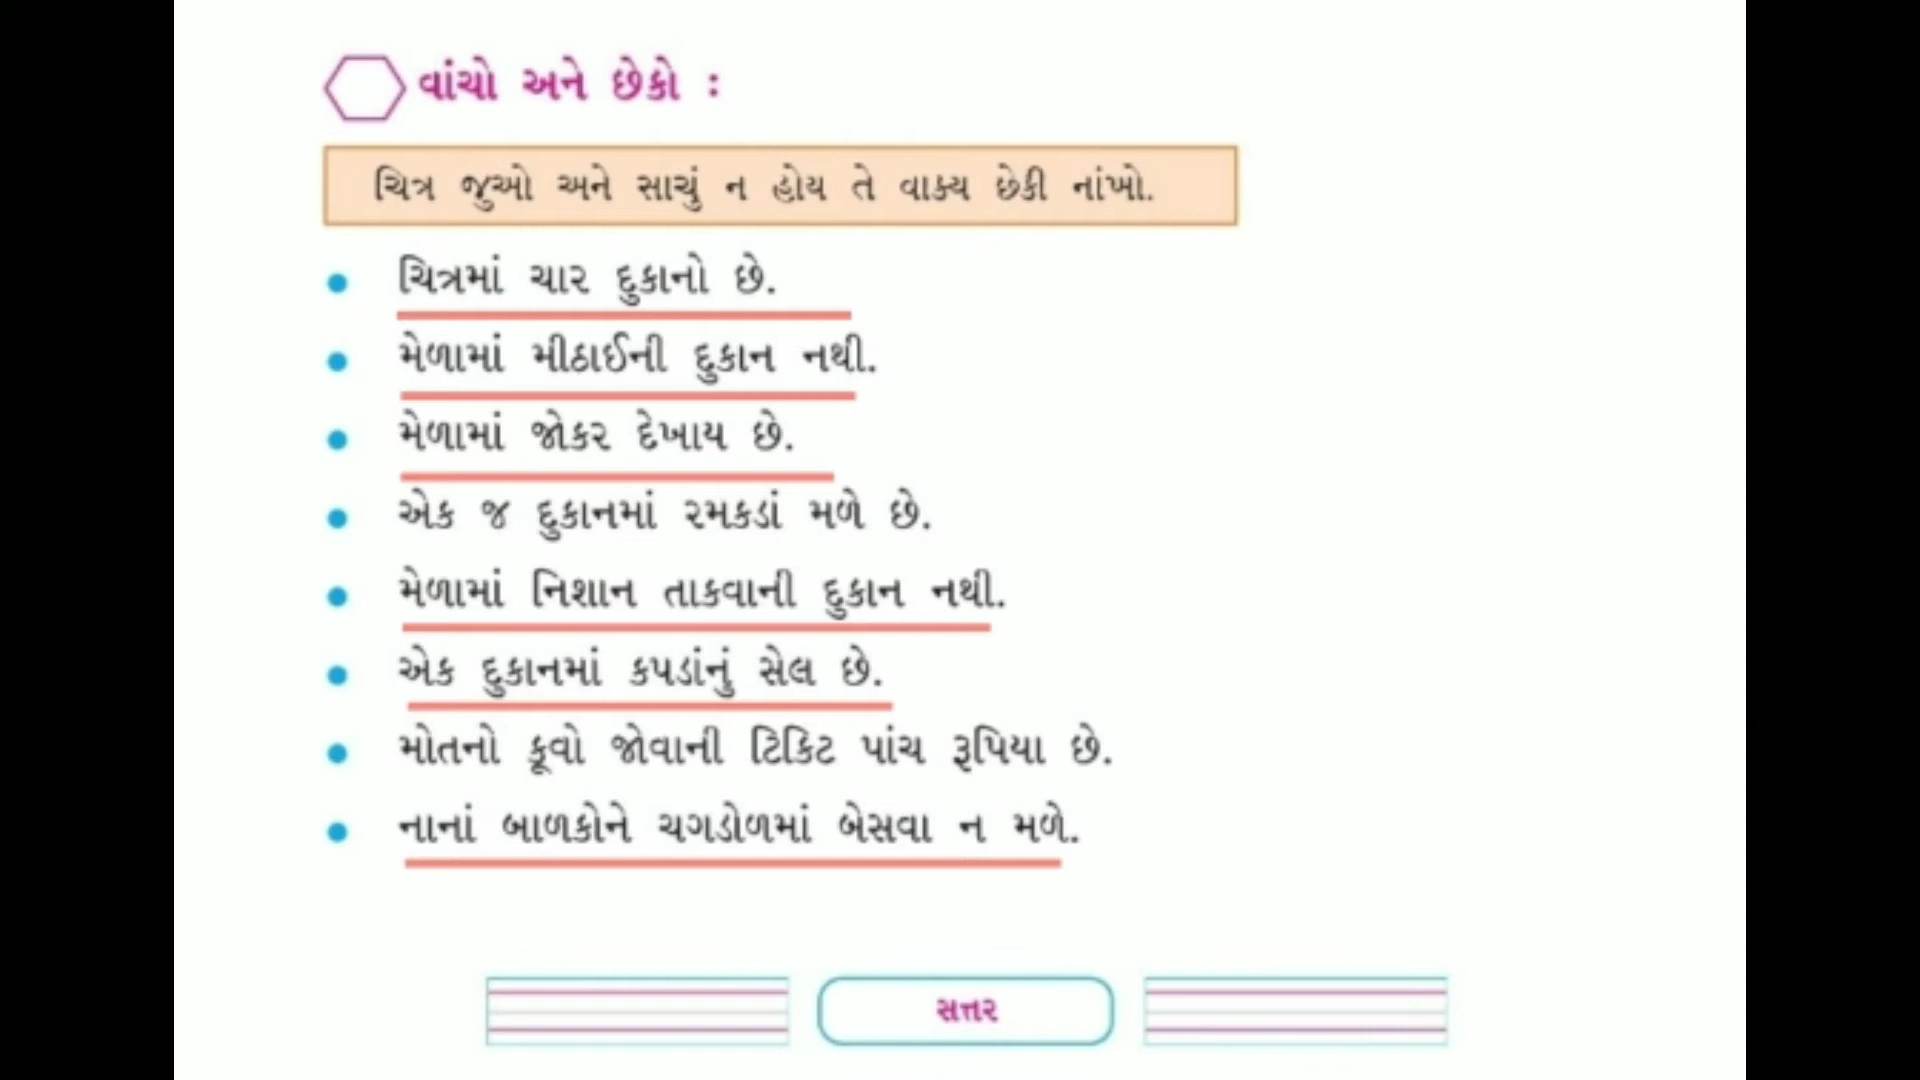 વાંચો અને છેકો :
ચિત્ર જુઓ અને સાચું ન હોય તે વાક્ય છેકી નાંખો.
ચિત્રમાં ચાર દુકાનો છે.
મેળામાં મીઠાઈની દુકાન નથી.
મેળામાં જોકર દેખાય છે.
એક જ દુકાનમાં રમકડાં મળે છે.
મેળામાં નિશાન તાકવાની દુકાન નથી.
એક દુકાનમાં કપડાંનું સેલ છે.
મોતનો કૂવો જોવાની ટિકિટ પાંચ રૂપિયા છે.
નાનાં બાળકોને ચગડોળમાં બેસવા ન મળે.
સત્તર